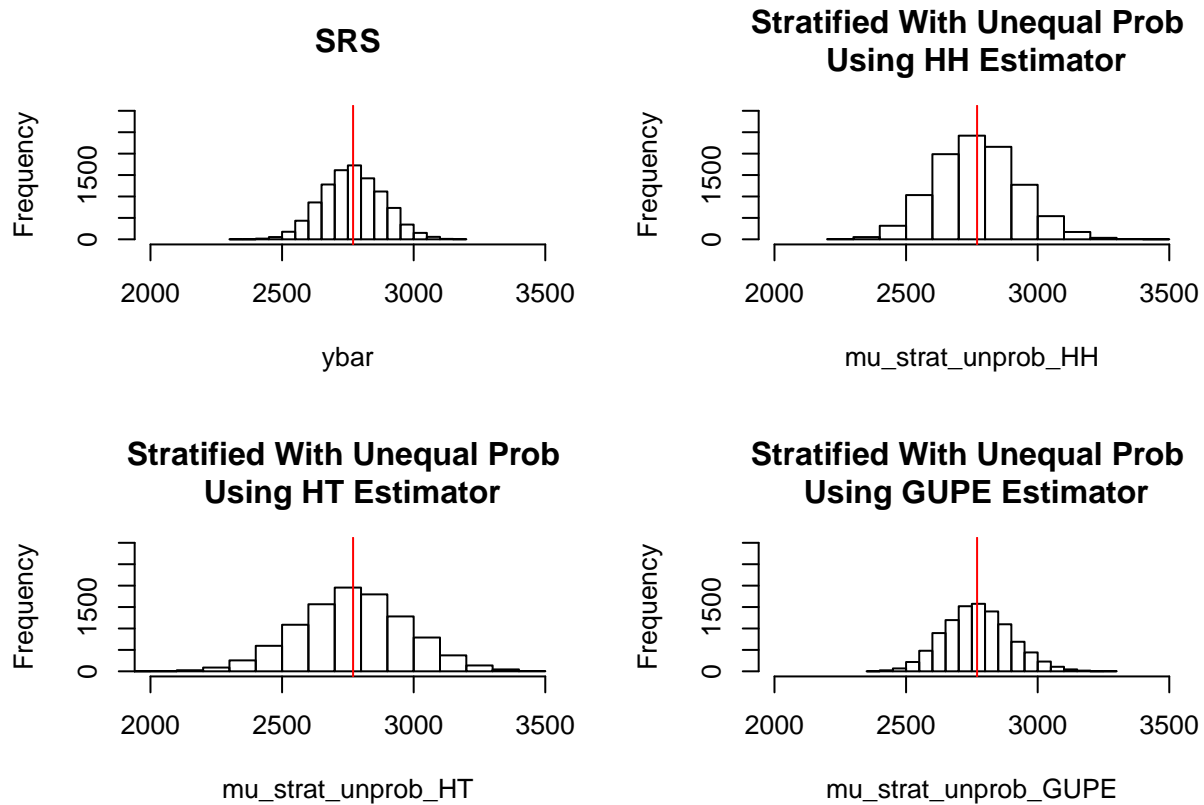 SRS
Frequency
0
1500
2000 2500 3000 3500
ybar
Stratified With Unequal Prob
Using HH Estimator
Frequency
0
1500
2000 2500 3000 3500
mu_strat_unprob_HH
Stratified With Unequal Prob
Using HT Estimator
Frequency
0
1500
2000 2500 3000 3500
mu_strat_unprob_HT
Stratified With Unequal Prob
Using GUPE Estimator
Frequency
0
1500
2000 2500 3000 3500
mu_strat_unprob_GUPE